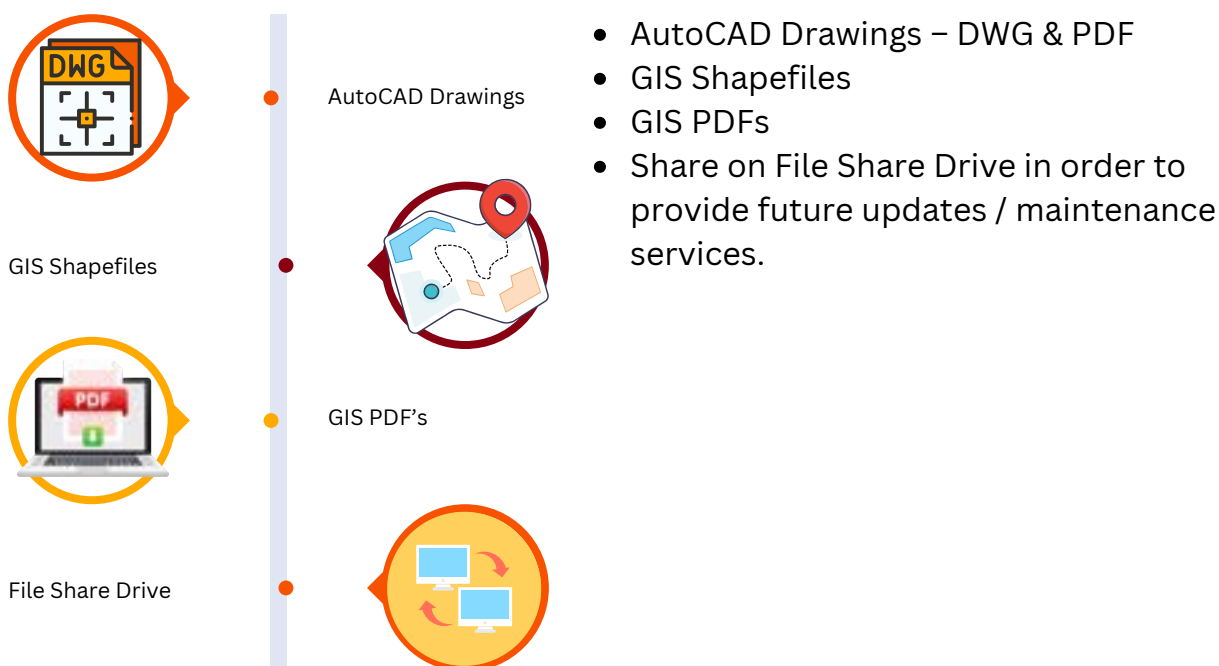 DWG
AutoCAD Drawings
GIS Shapefiles
PDF
GIS PDF’s
File Share Drive
• AutoCAD Drawings – DWG & PDF
• GIS Shapefiles
• GIS PDFs
• Share on File Share Drive in order to
provide future updates / maintenance
services.